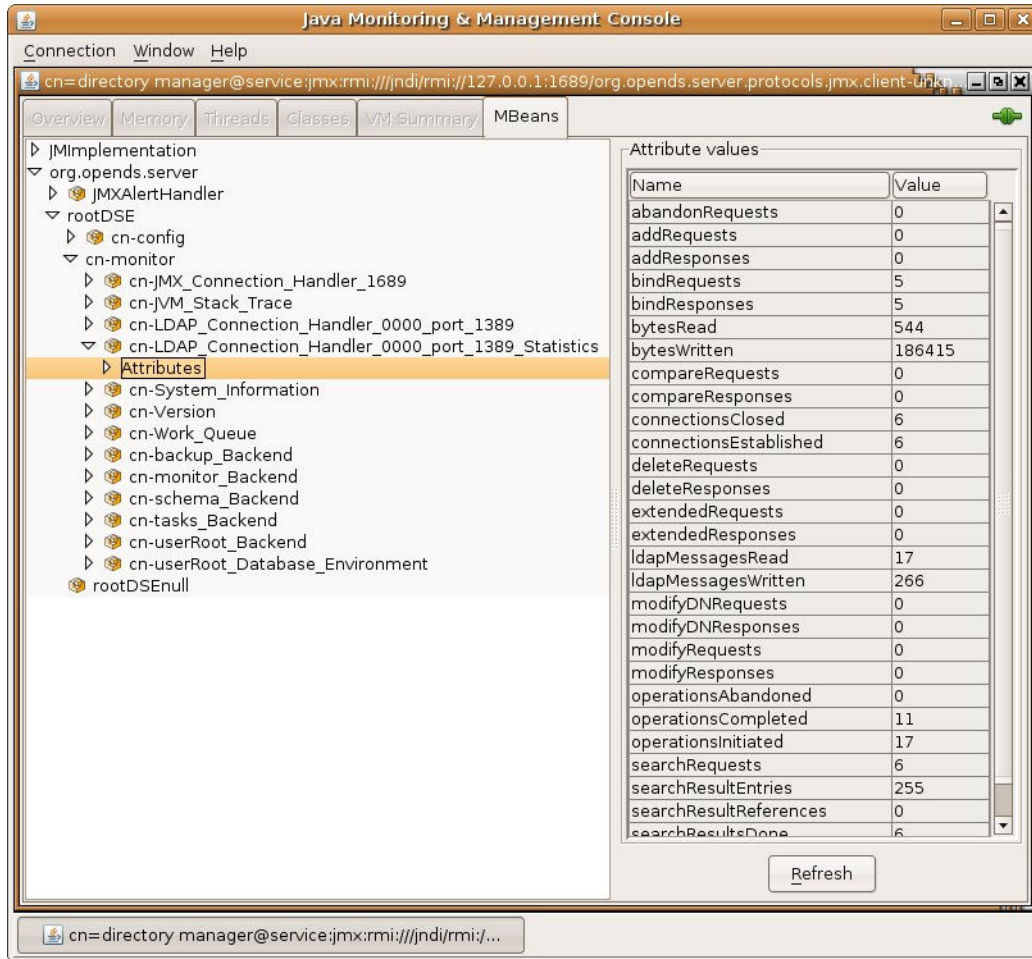 Java Monitoring & Management Console
Connection Window Help
cn=directory manager@service:jmx:rmi:///jndi/rmi://127.0.0.1:1689/org.opends.server.protocols.jmx.client-unkn...
Overview Memory Threads Classes VM Summary MBeans
JMImplementation
org.opends.server
JMXAlertHandler
rootDSE
cn-config
cn-monitor
cn-JMX_Connection_Handler_1689
cn-JVM_Stack_Trace
cn-LDAP_Connection_Handler_0000_port_1389
cn-LDAP_Connection_Handler_0000_port_1389_Statistics
Attributes
cn-System_Information
cn-Version
cn-Work_Queue
cn-backup_Backend
cn-monitor_Backend
cn-schema_Backend
cn-tasks_Backend
cn-userRoot_Backend
cn-userRoot_Database_Environment
rootDSEnull
Attribute values
Name Value
abandonRequests 0
addRequests 0
addResponses 0
bindRequests 5
bindResponses 5
bytesRead 544
bytesWritten 186415
compareRequests 0
compareResponses 0
connectionsClosed 6
connectionsEstablished 6
deleteRequests 0
deleteResponses 0
extendedRequests 0
extendedResponses 0
ldapMessagesRead 17
ldapMessagesWritten 266
modifyDNRequests 0
modifyDNResponses 0
modifyRequests 0
modifyResponses 0
operationsAbandoned 0
operationsCompleted 11
operationsInitiated 17
searchRequests 6
searchResultEntries 255
searchResultReferences 0
searchResultsDone 6
Refresh
cn=directory manager@service:jmx:rmi:///jndi/rmi:/...